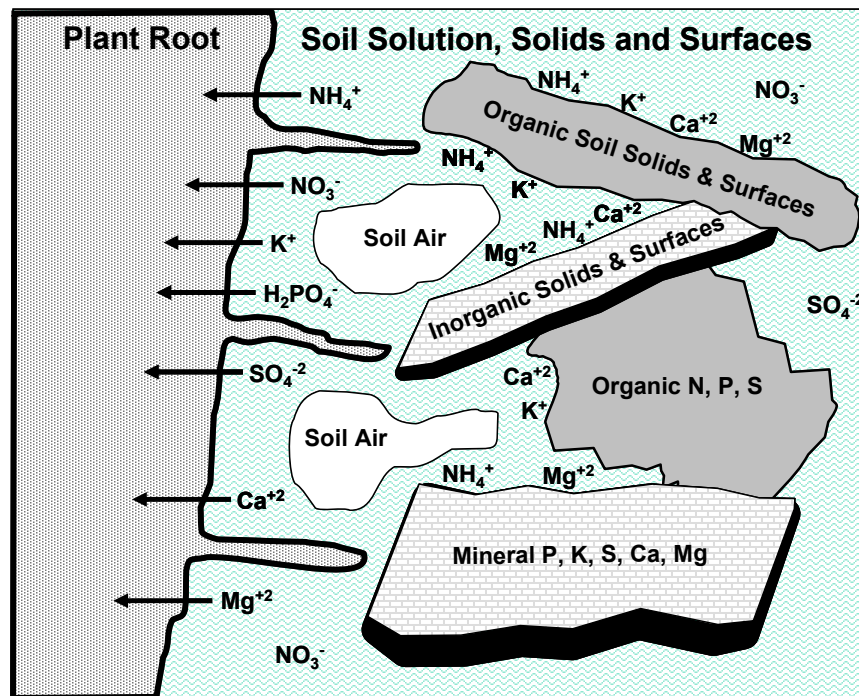 Plant Root
Soil Solution, Solids and Surfaces
NH₄⁺
NH₄⁺
K⁺
NO₃⁻
Ca⁺²
Mg⁺²
Organic Soil Solids & Surfaces
NH₄⁺
K⁺
NO₃⁻
Ca⁺²
NH₄⁺
Mg⁺²
Soil Air
K⁺
Inorganic Solids & Surfaces
H₂PO₄⁻
SO₄⁻²
SO₄⁻²
Ca⁺²
K⁺
Organic N, P, S
Soil Air
NH₄⁺
Mg⁺²
Ca⁺²
Mineral P, K, S, Ca, Mg
Mg⁺²
NO₃⁻